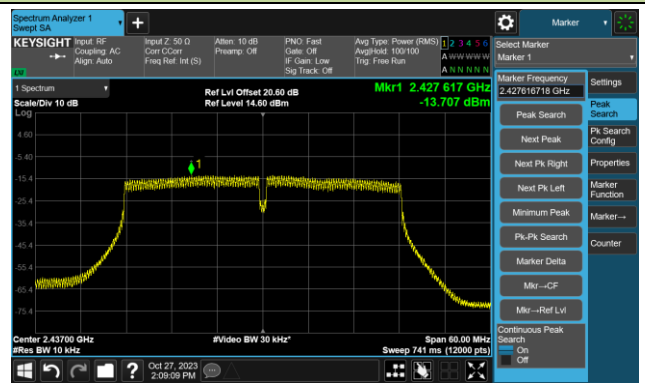 Spectrum Analyzer 1
Swept SA
+
Marker
KEYSIGHT
Input: RF
Coupling: AC
Align: Auto
Input Z: 50 Ω
Corr CCorr
Freq Ref: Int (S)
Atten: 10 dB
Preamp: Off
PNO: Fast
Gate: Off
IF Gain: Low
Sig Track: Off
Avg Type: Power (RMS)
Avg|Hold: 100/100
Trig: Free Run
1 2 3 4 5 6
A WW WW W
A N N N N N
Select Marker
Marker 1
1 Spectrum
Scale/Div 10 dB
Log
Ref Lvl Offset 20.60 dB
Ref Level 14.60 dBm
Mkr1 2.427 617 GHz
-13.707 dBm
4.60
-5.40
-15.4
-25.4
-35.4
-45.4
-55.4
-65.4
-75.4
1
Center 2.43700 GHz
#Res BW 10 kHz
#Video BW 30 kHz*
Span 60.00 MHz
Sweep 741 ms (12000 pts)
Marker Frequency
2.427616718 GHz
Peak Search
Next Peak
Next Pk Right
Next Pk Left
Minimum Peak
Pk-Pk Search
Marker Delta
Mkr→CF
Mkr→Ref Lvl
Continuous Peak
Search
On
Off
Settings
Peak
Search
Pk Search
Config
Properties
Marker
Function
Marker→
Counter
?
Oct 27, 2023
2:09:09 PM